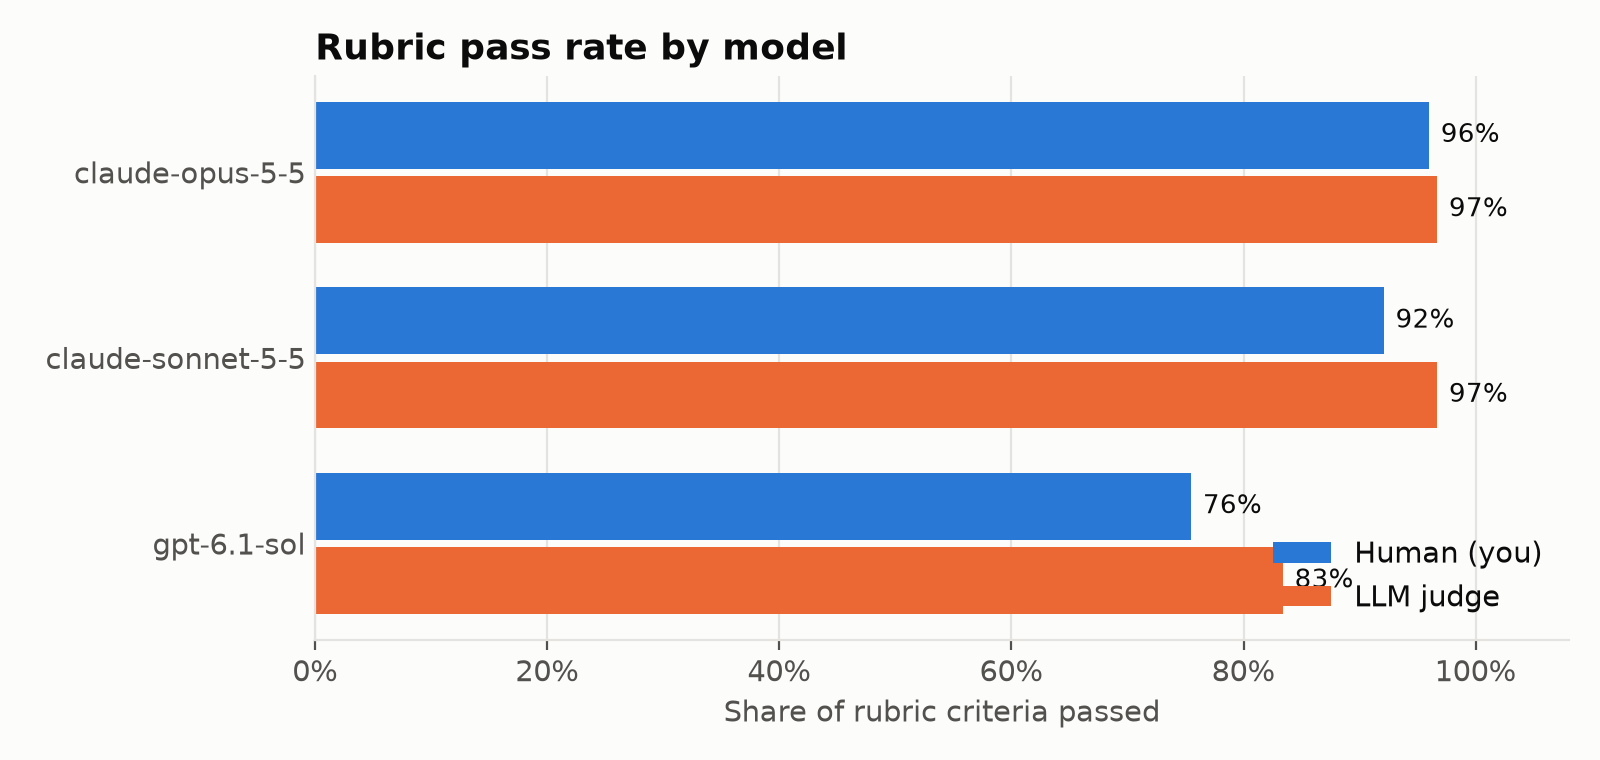 Rubric pass rate by model
claude-opus-5-5
96%
97%
claude-sonnet-5-5
92%
97%
gpt-6.1-sol
76%
83%
Human (you)
LLM judge
0% 20% 40% 60% 80% 100%
Share of rubric criteria passed